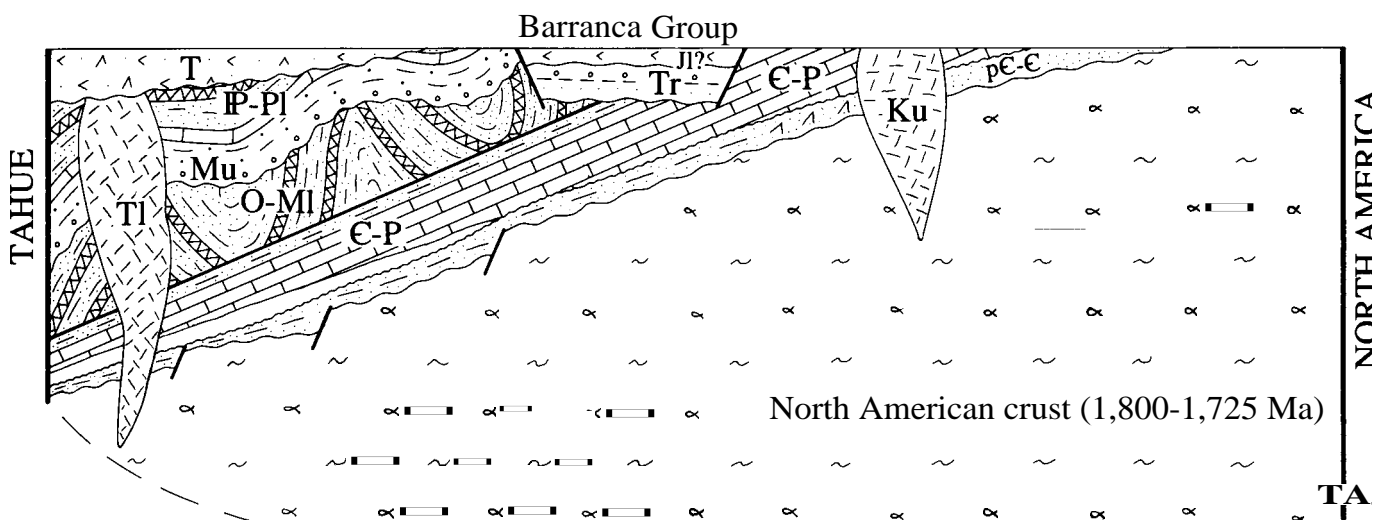 Barranca Group
T
Jl?
Tr
Є-P
pЄ-Є
IP-Pl
Ku
Mu
O-Ml
Tl
Є-P
TAHUE
NORTH AMERICA
North American crust (1,800-1,725 Ma)
TA